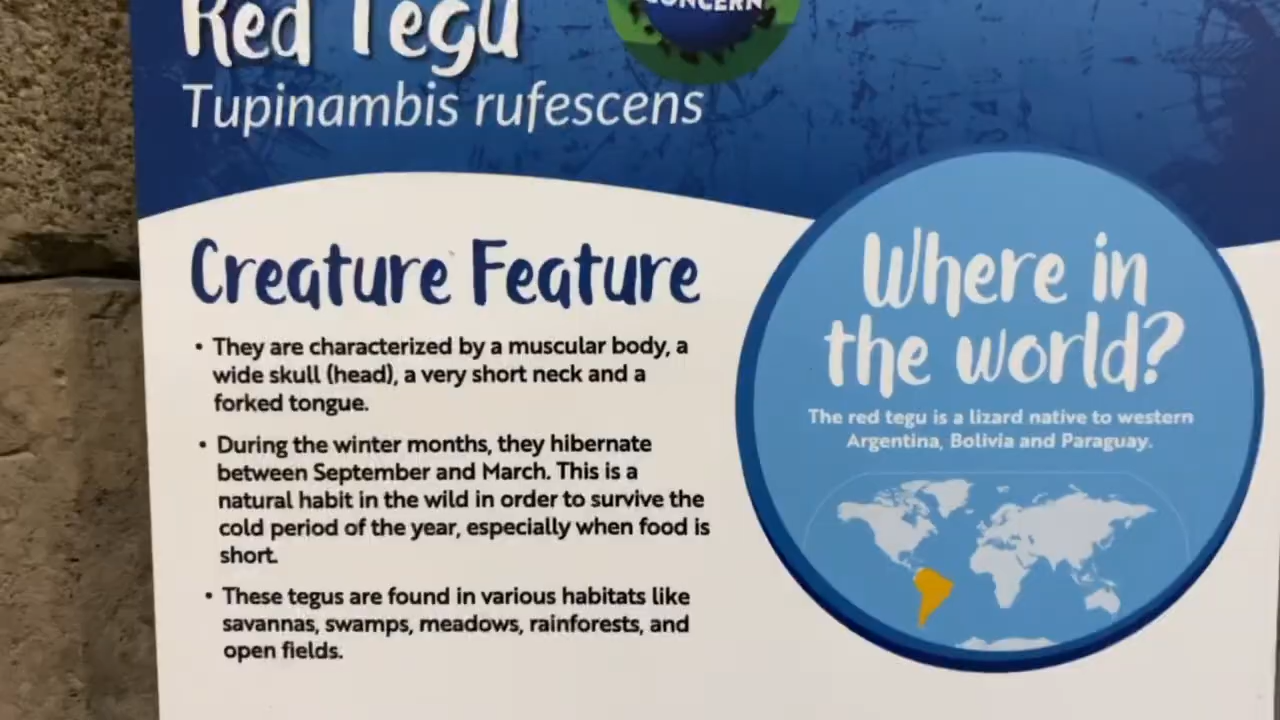 Red Tegu
CONCERN
Tupinambis rufescens
Creature Feature
• They are characterized by a muscular body, a
wide skull (head), a very short neck and a
forked tongue.
• During the winter months, they hibernate
between September and March. This is a
natural habit in the wild in order to survive the
cold period of the year, especially when food is
short.
• These tegus are found in various habitats like
savannas, swamps, meadows, rainforests, and
open fields.
Where in
the world?
The red tegu is a lizard native to western
Argentina, Bolivia and Paraguay.